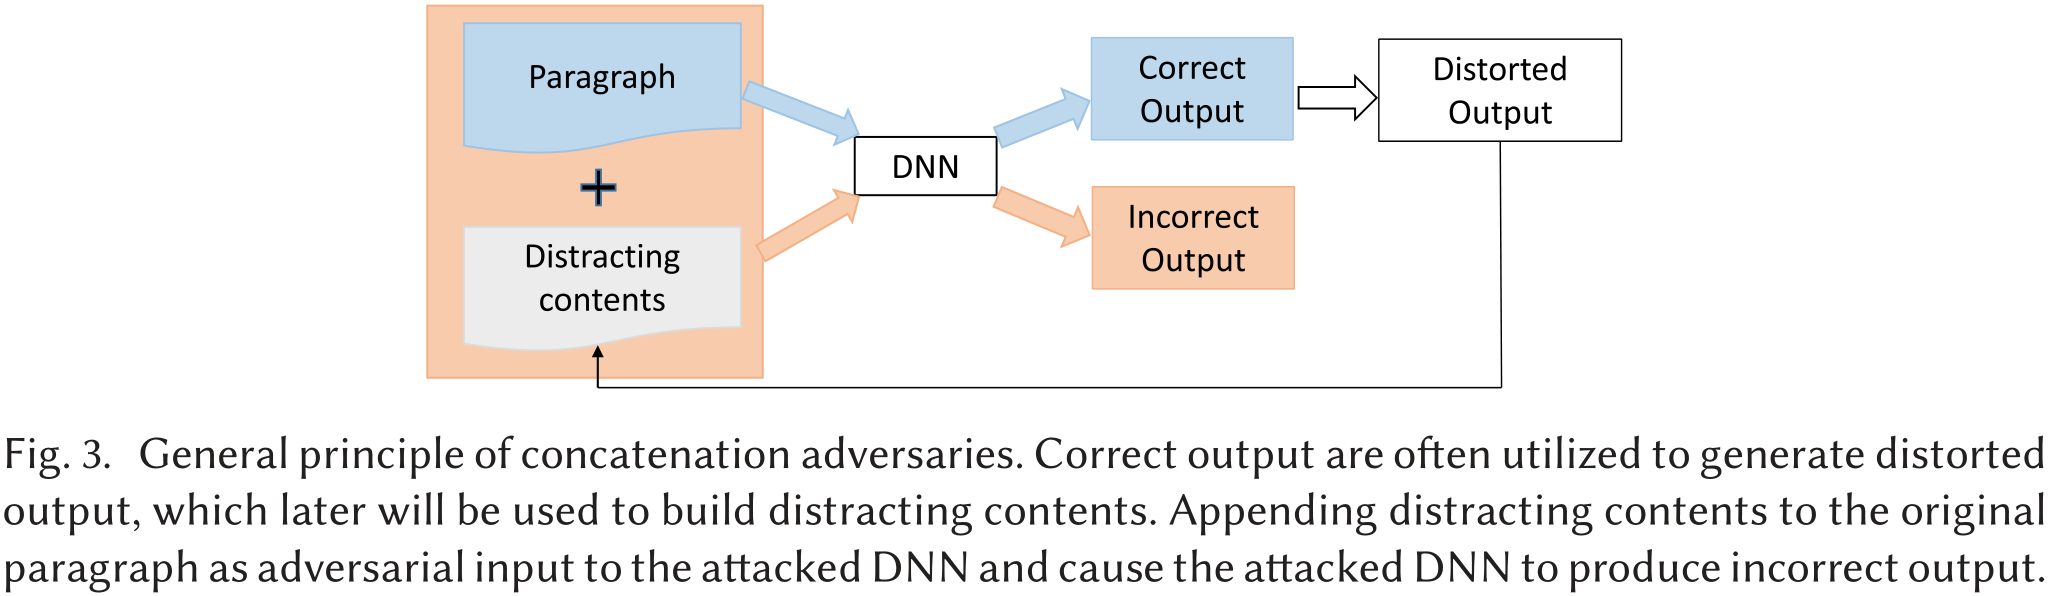 Paragraph
+
Distracting
contents
DNN
Correct
Output
Incorrect
Output
Distorted
Output
Fig. 3. General principle of concatenation adversaries. Correct output are often utilized to generate distorted
output, which later will be used to build distracting contents. Appending distracting contents to the original
paragraph as adversarial input to the attacked DNN and cause the attacked DNN to produce incorrect output.